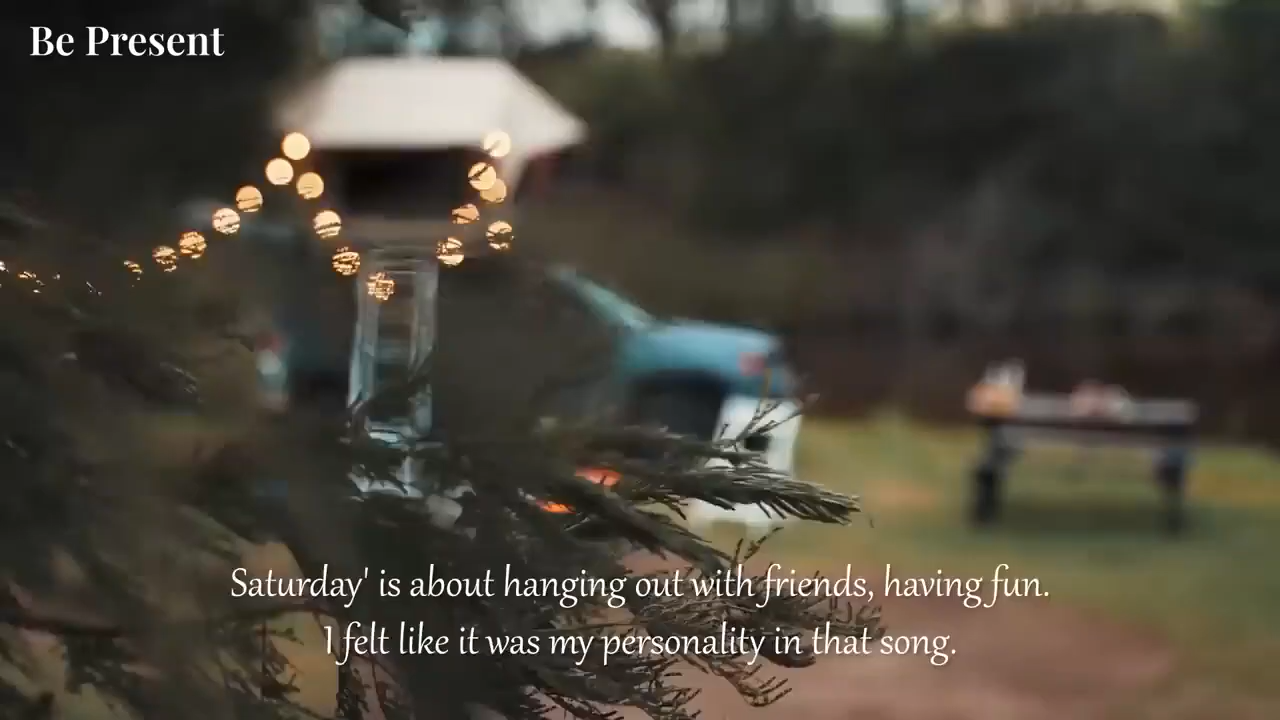 Be Present
Saturday' is about hanging out with friends, having fun.
I felt like it was my personality in that song.